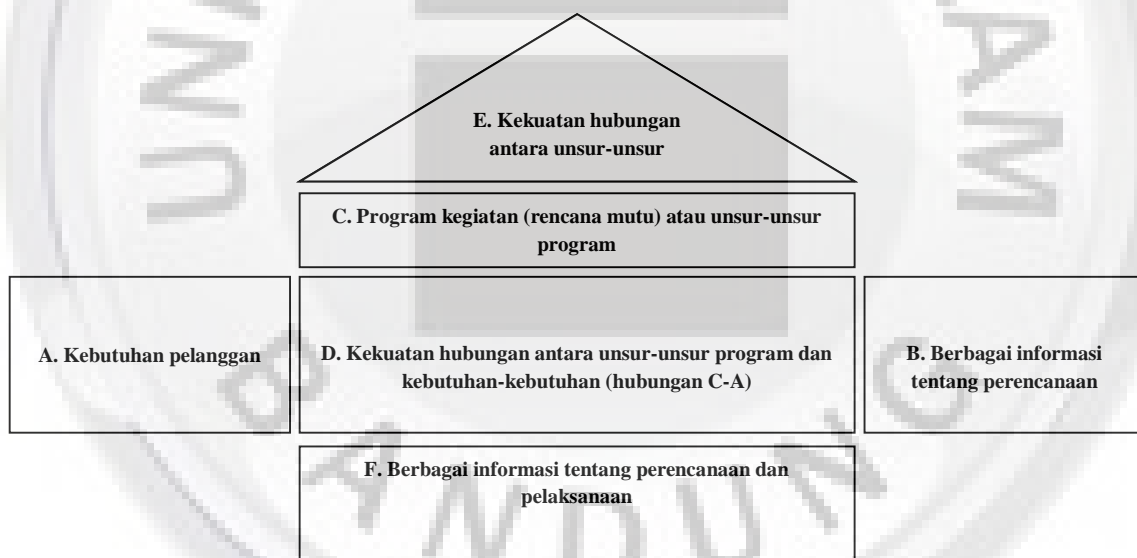 E. Kekuatan hubungan
antara unsur-unsur
C. Program kegiatan (rencana mutu) atau unsur-unsur
program
A. Kebutuhan pelanggan
D. Kekuatan hubungan antara unsur-unsur program dan
kebutuhan-kebutuhan (hubungan C-A)
B. Berbagai informasi
tentang perencanaan
F. Berbagai informasi tentang perencanaan dan
pelaksanaan
BANDUNG